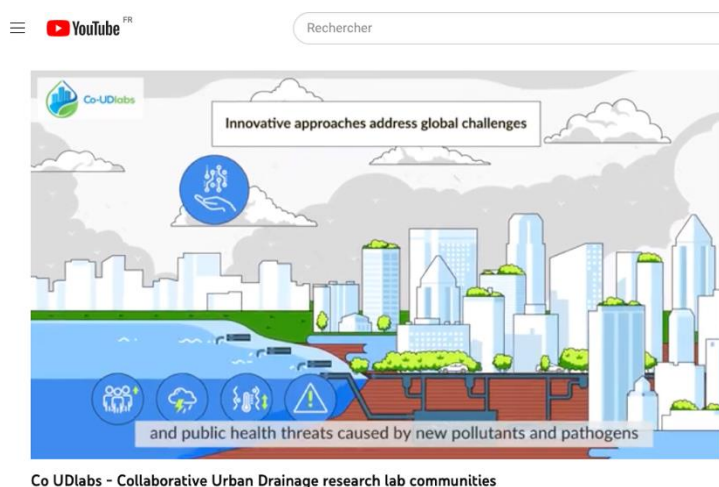 YouTube FR
Rechercher
Co-UDlabs
Innovative approaches address global challenges
and public health threats caused by new pollutants and pathogens
Co UDlabs - Collaborative Urban Drainage research lab communities